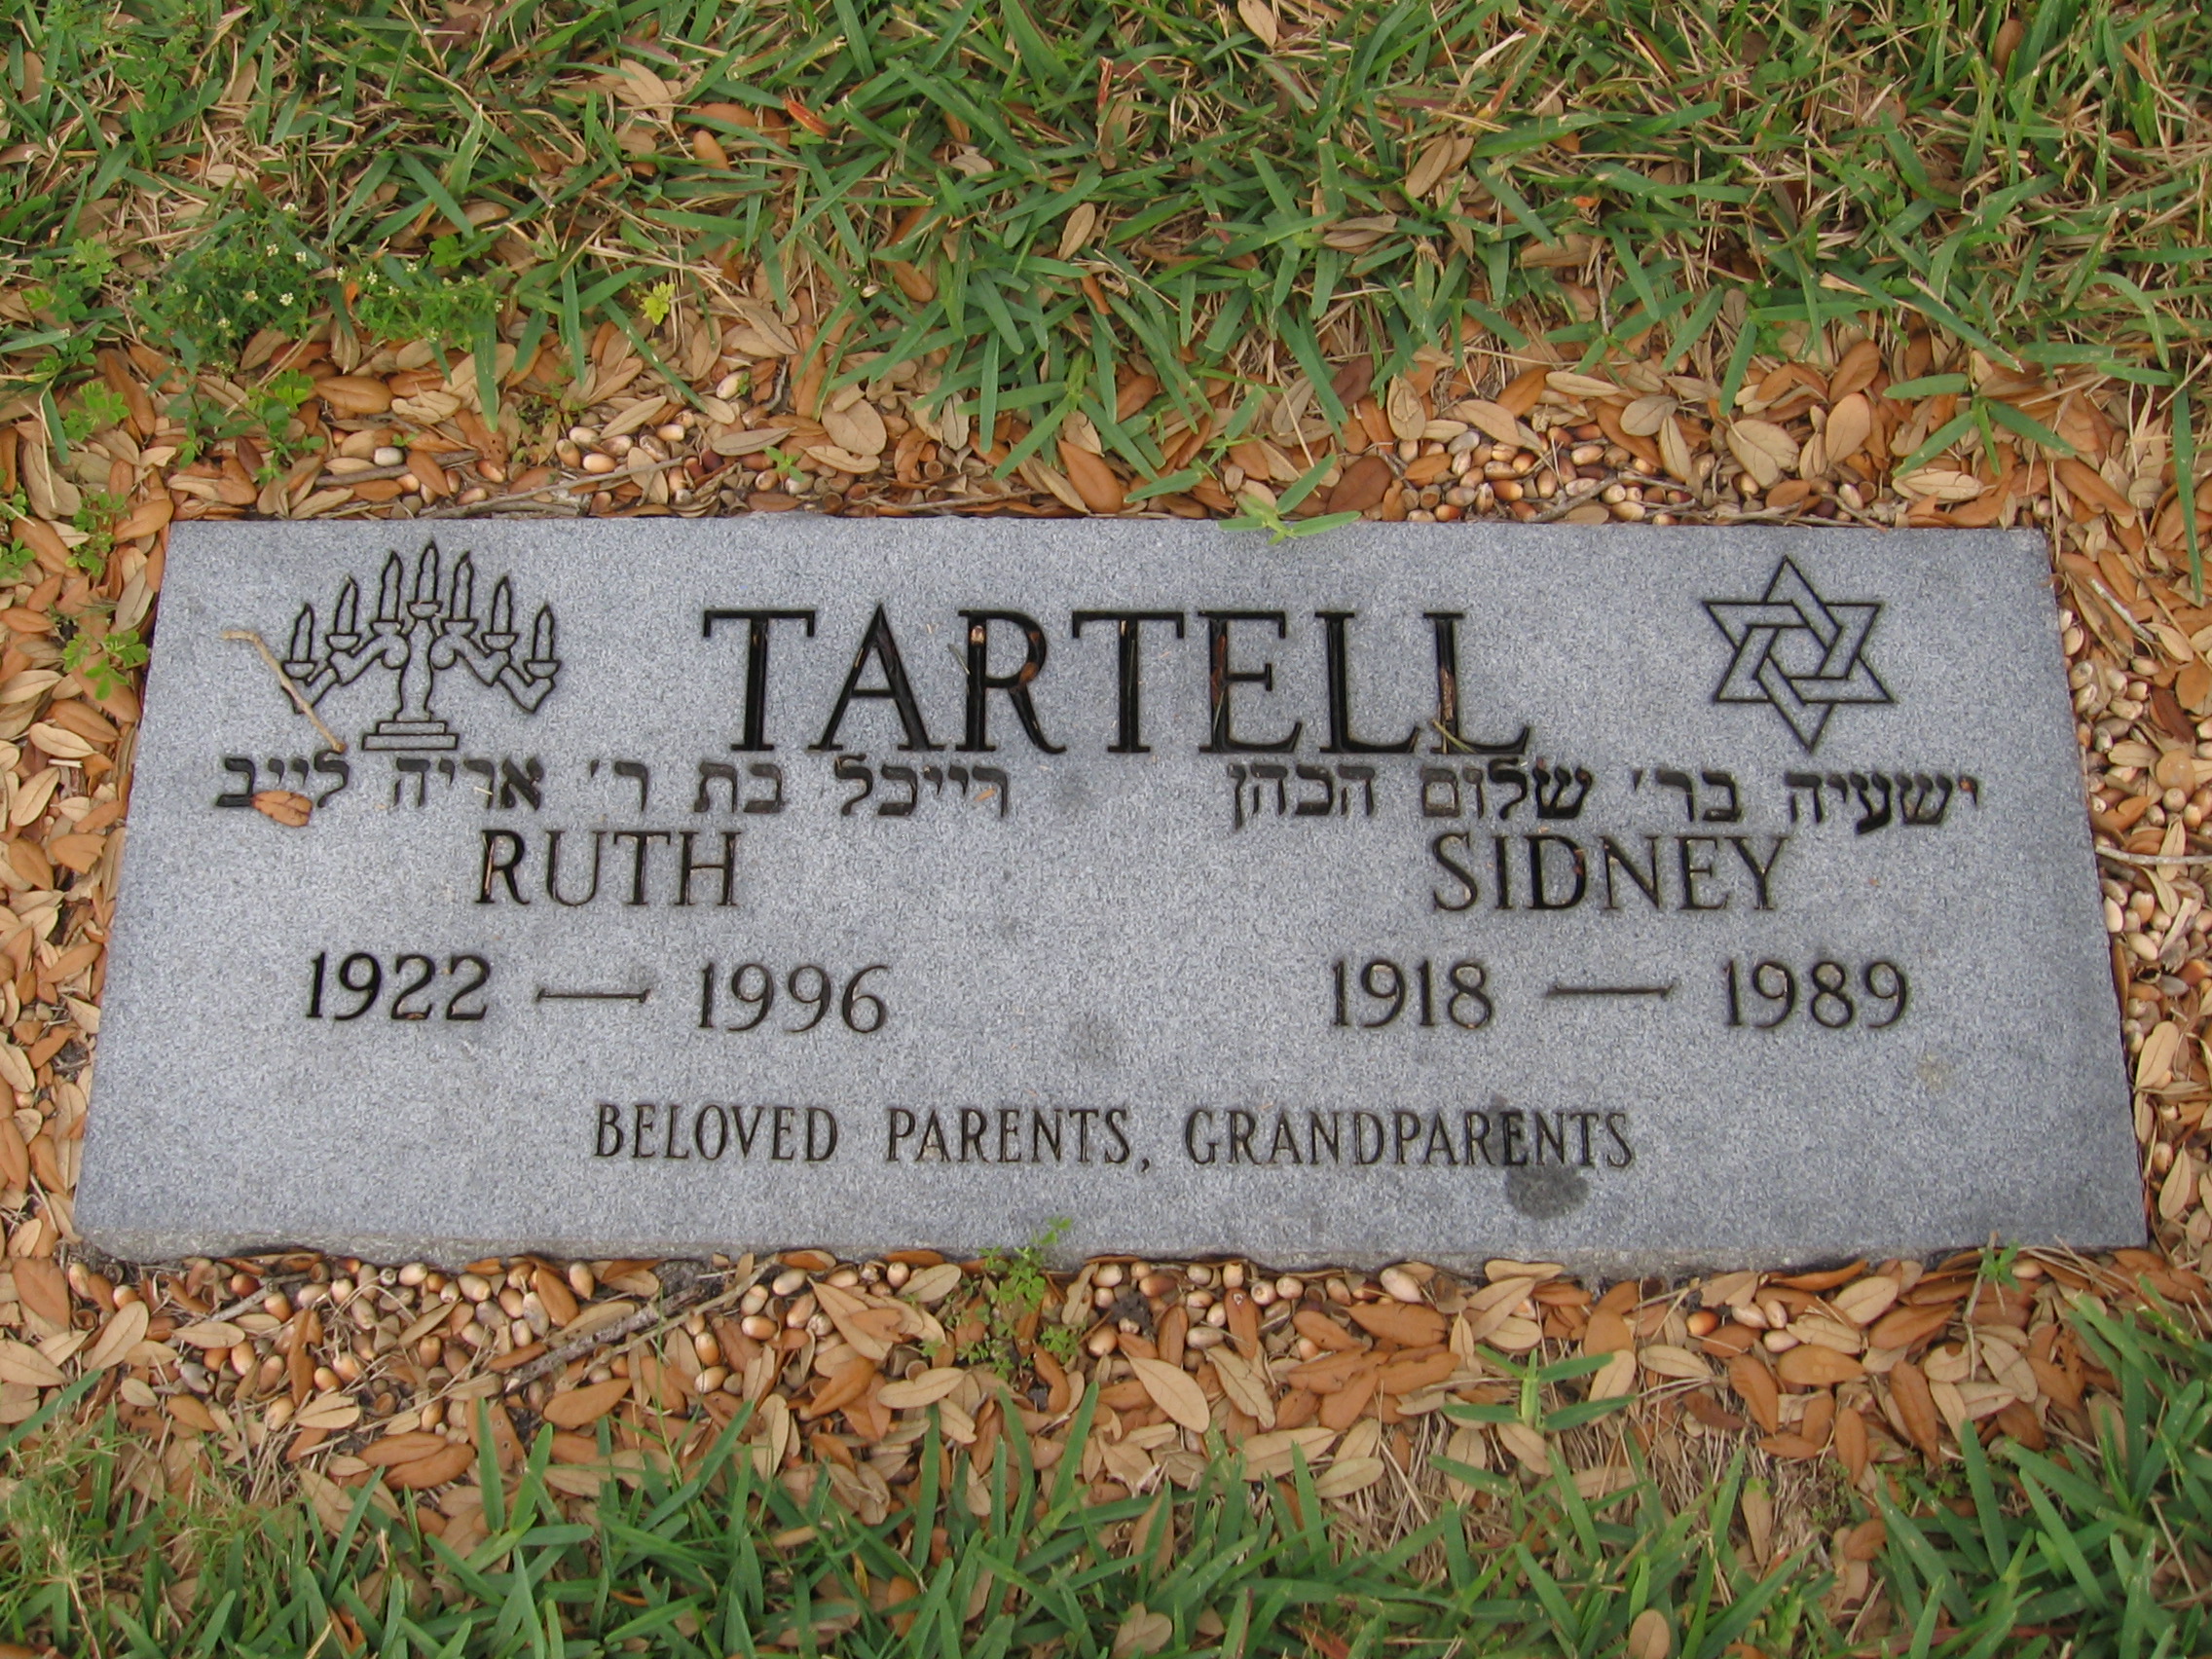 TARTELL
רייכל בת ר' אריה לייב
RUTH
1922 — 1996
ישעיה בר' שלום הכהן
SIDNEY
1918 — 1989
BELOVED PARENTS, GRANDPARENTS